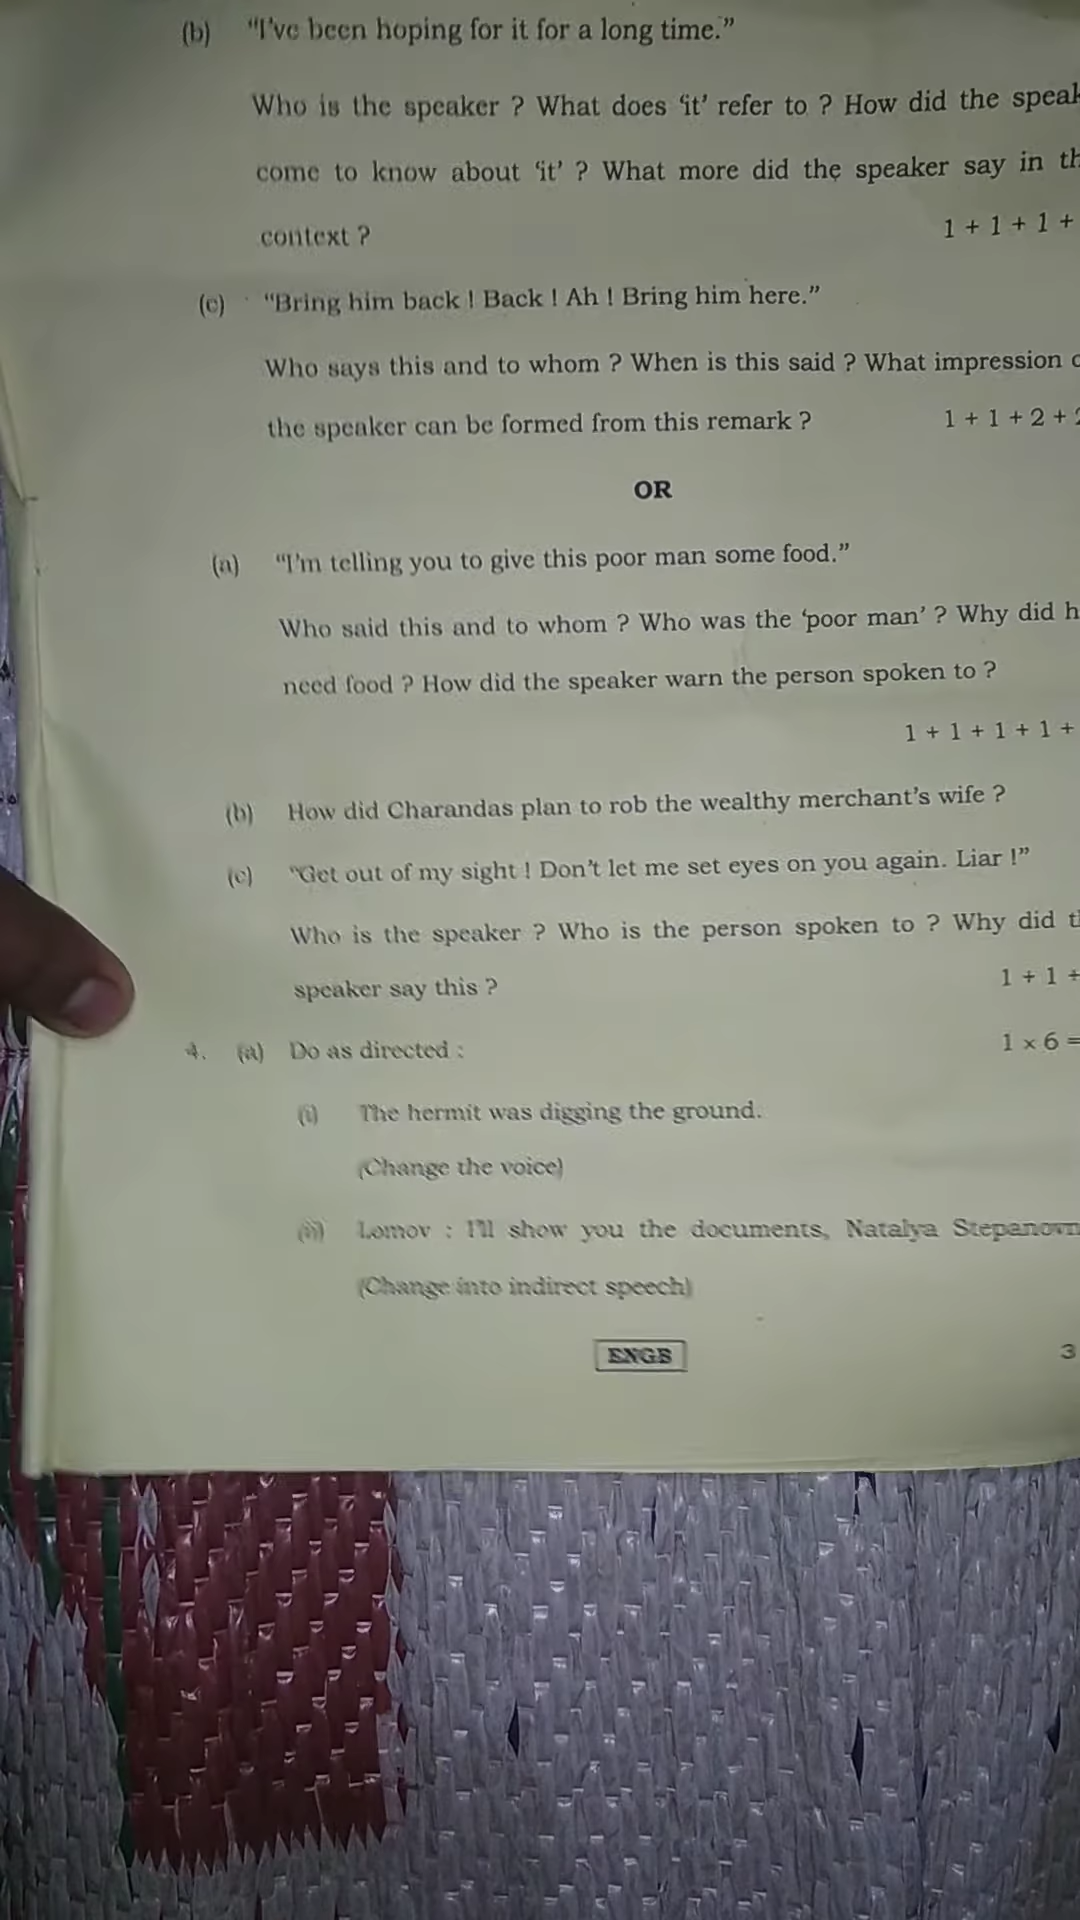 (b) "I've been hoping for it for a long time."
Who is the speaker ? What does 'it' refer to ? How did the
come to know about 'it' ? What more did the speaker say in
context ? 1 + 1 + 1 +
(c) "Bring him back ! Back ! Ah ! Bring him here."
Who says this and to whom ? When is this said ? What impression
the speaker can be formed from this remark ? 1 + 1 + 2 +
OR
(a) "I'm telling you to give this poor man some food."
Who said this and to whom ? Who was the 'poor man' ? Why did
need food ? How did the speaker warn the person spoken to ?
1 + 1 + 1 + 1 +
(b) How did Charandas plan to rob the wealthy merchant's wife ?
(c) "Get out of my sight ! Don't let me set eyes on you again. Liar !"
Who is the speaker ? Who is the person spoken to ? Why did
speaker say this ? 1 + 1 +
4. (a) Do as directed : 1 × 6 =
(i) The hermit was digging the ground.
(Change the voice)
(ii) Lomov : I'll show you the documents, Natalya
(Change into indirect speech)
ENGB 3